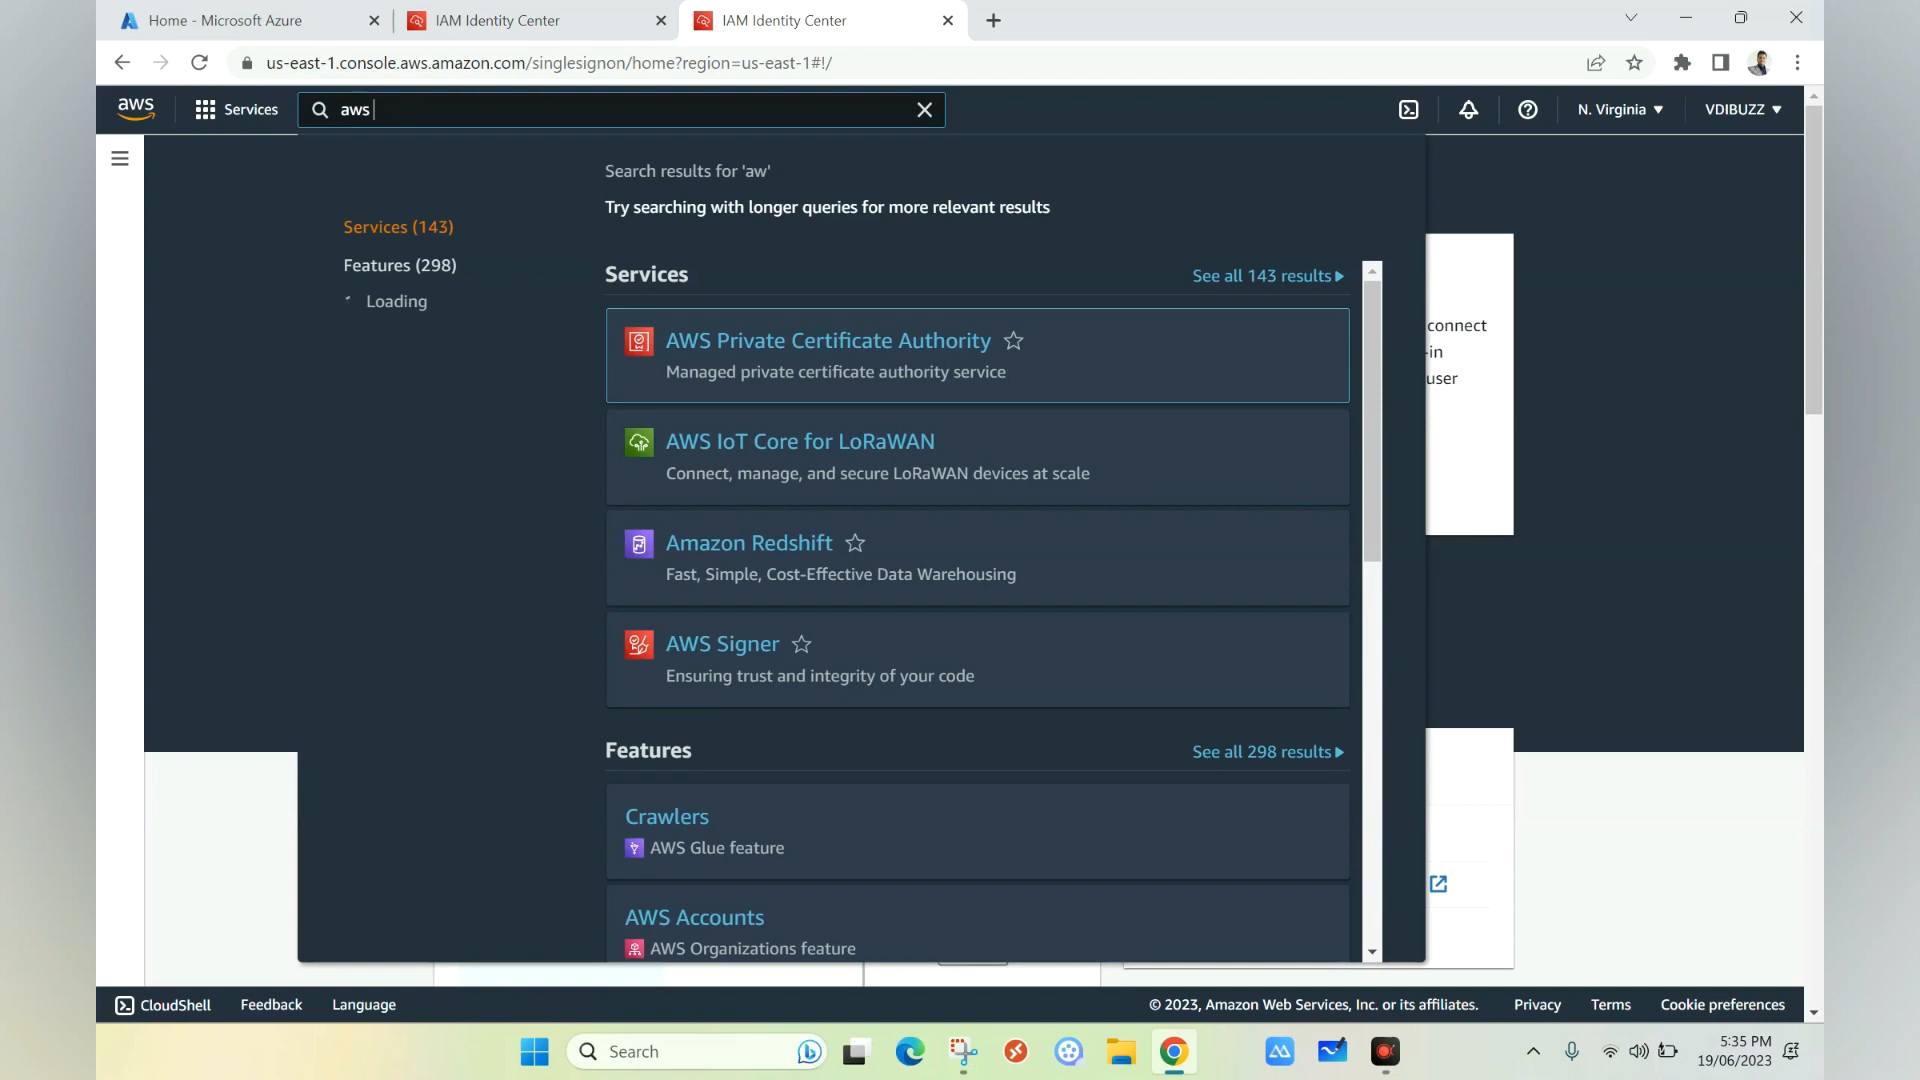 Home - Microsoft Azure
IAM Identity Center
IAM Identity Center
us-east-1.console.aws.amazon.com/singlesignon/home?region=us-east-1#!/
aws
Services
aws
N. Virginia
VDIBUZZ
Search results for 'aw'
Try searching with longer queries for more relevant results
Services (143)
Features (298)
Loading
Services
See all 143 results
AWS Private Certificate Authority
Managed private certificate authority service
AWS IoT Core for LoRaWAN
Connect, manage, and secure LoRaWAN devices at scale
Amazon Redshift
Fast, Simple, Cost-Effective Data Warehousing
AWS Signer
Ensuring trust and integrity of your code
connect
-in
user
Features
See all 298 results
Crawlers
AWS Glue feature
AWS Accounts
AWS Organizations feature
CloudShell
Feedback
Language
© 2023, Amazon Web Services, Inc. or its affiliates.
Privacy
Terms
Cookie preferences
Search
5:35 PM
19/06/2023